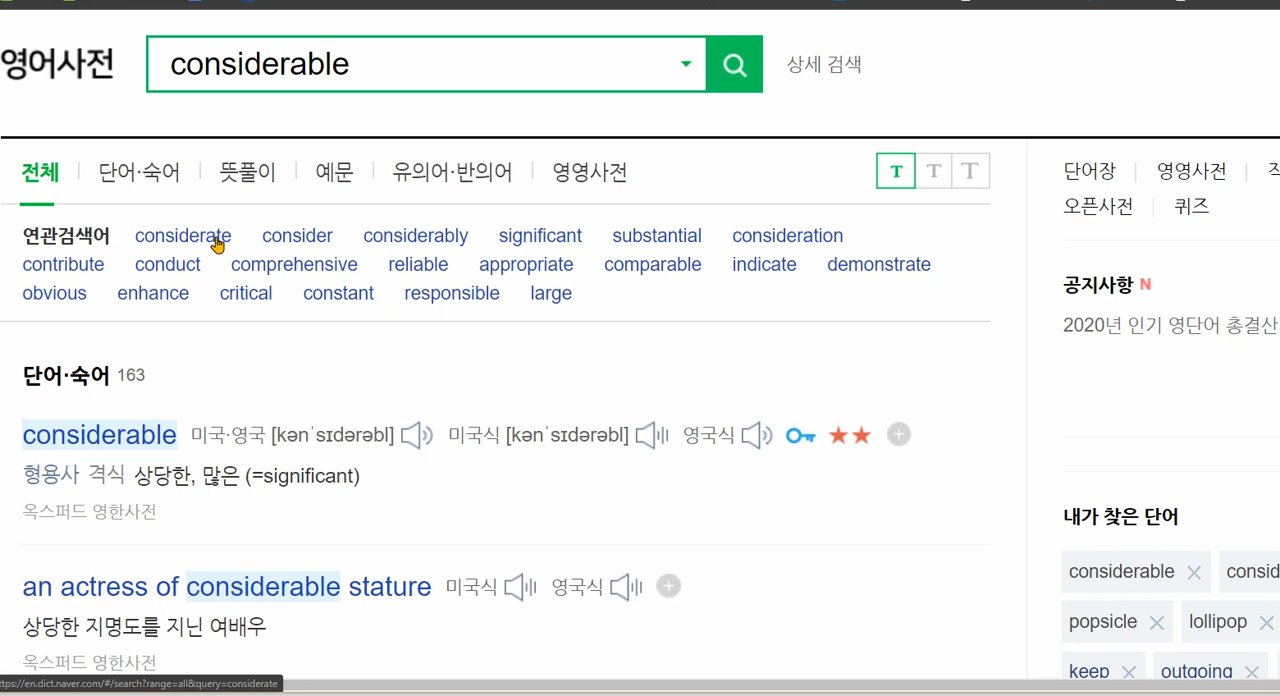 영어사전 considerable 상세 검색
전체 단어·숙어 뜻풀이 예문 유의어·반의어 영영사전 T T T
연관검색어 considerate consider considerably significant substantial consideration
contribute conduct comprehensive reliable appropriate comparable indicate demonstrate
obvious enhance critical constant responsible large
단어·숙어 163
considerable 미국·영국 [kənˈsɪdərəbl] 미국식 [kənˈsɪdərəbl] 영국식
형용사 격식 상당한, 많은 (=significant)
옥스퍼드 영한사전
an actress of considerable stature 미국식 영국식
상당한 지명도를 지닌 여배우
옥스퍼드 영한사전
단어장 영영사전
오픈사전 퀴즈
공지사항 N
2020년 인기 영단어 총결산
내가 찾은 단어
considerable consid
popsicle lollipop
keep outgoing
ttps://en.dict.naver.com/#/search?range=all&query=considerate